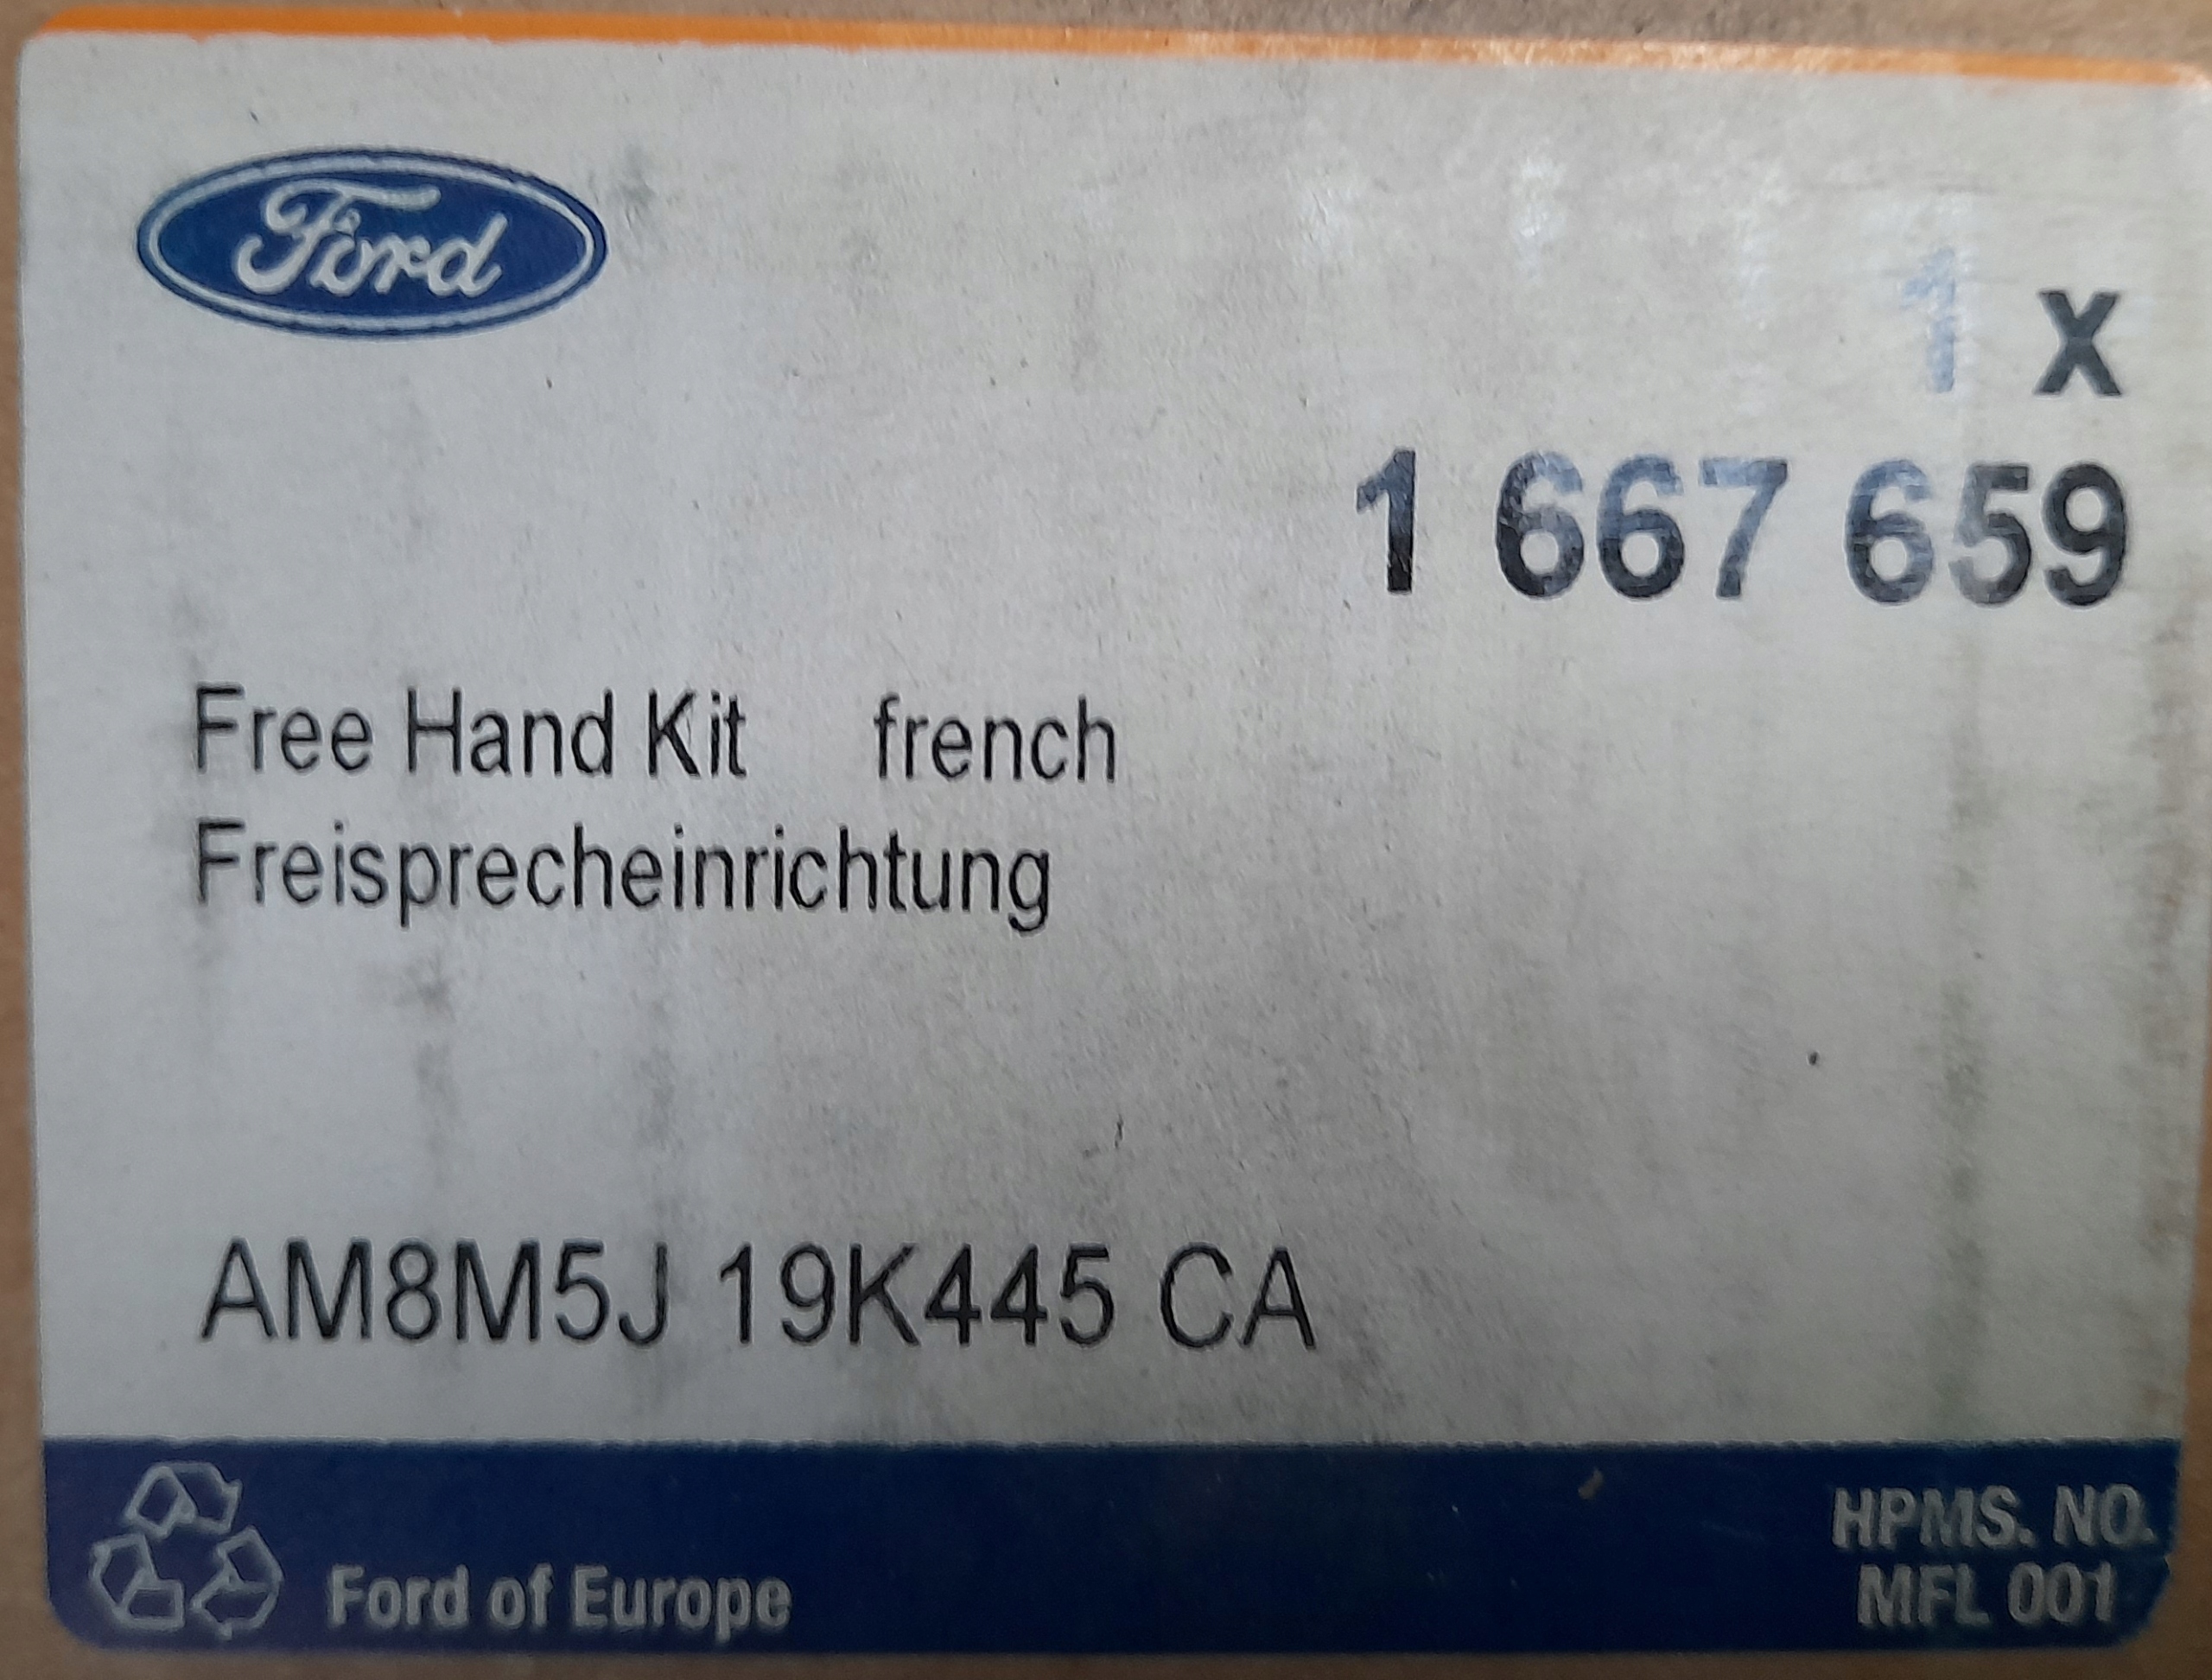 Ford
1 X
1 667 659
Free Hand Kit french
Freisprecheinrichtung
AM8M5J 19K445 CA
Ford of Europe
HPMS. NO.
MFL 001